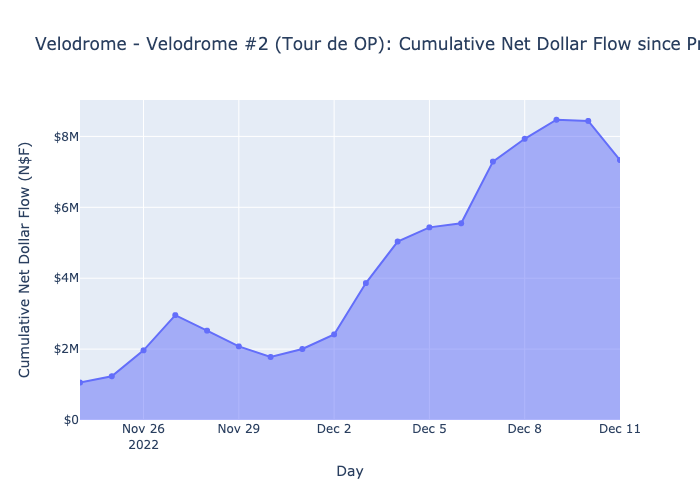 Velodrome - Velodrome #2 (Tour de OP): Cumulative Net Dollar Flow since
Cumulative Net Dollar Flow (N$F)
$8M
$6M
$4M
$2M
$0
Nov 26 Nov 29 Dec 2 Dec 5 Dec 8 Dec 11
2022
Day